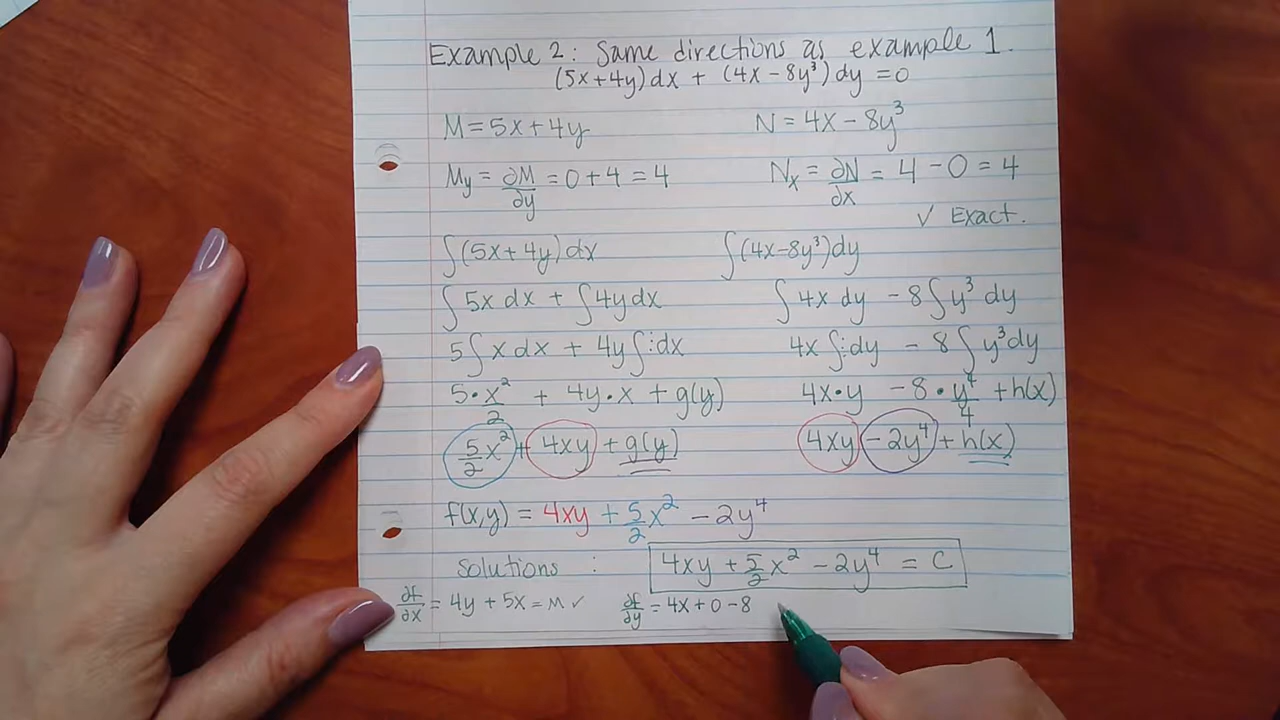 Example 2: Same directions as example 1.
(5x+4y)dx + (4x-8y³)dy =0
M=5x+4y N = 4x-8y³
My = ∂M/∂y = 0+4 = 4 Nx = ∂N/∂x = 4 - 0 = 4
✓ Exact.
∫(5x+4y)dx ∫(4x-8y³)dy
∫5x dx + ∫4y dx ∫4x dy - 8∫y³ dy
5∫x dx + 4y∫1dx 4x∫1dy - 8∫y³dy
5•x²/2 + 4y•x + g(y) 4x•y - 8•y⁴/4 + h(x)
5/2x² + 4xy + g(y) 4xy - 2y⁴ + h(x)
f(x,y) = 4xy + 5/2x² - 2y⁴
solutions : 4xy + 5/2x² - 2y⁴ = C
∂f/∂x = 4y + 5x = M ✓ ∂f/∂y = 4x + 0 - 8